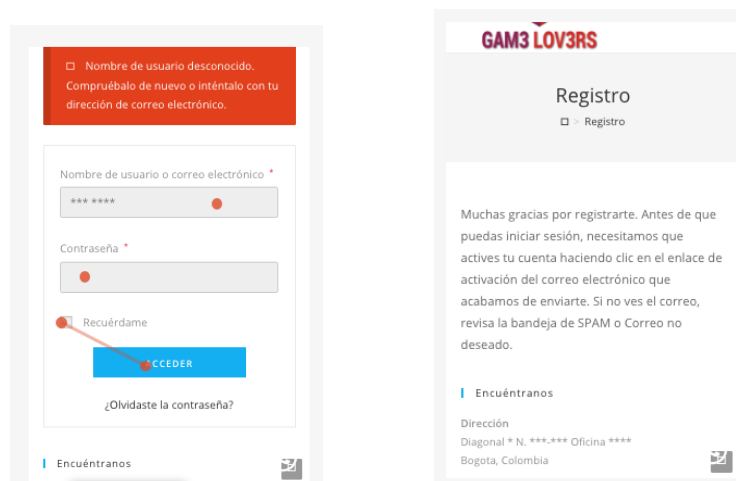 Nombre de usuario desconocido.
Compruébalo de nuevo o inténtalo con tu
dirección de correo electrónico.
Nombre de usuario o correo electrónico *
*** ****
Contraseña *
Recuérdame
ACCEDER
¿Olvidaste la contraseña?
Encuéntranos
GAM3 LOV3RS
Registro
> Registro
Muchas gracias por registrarte. Antes de que
puedas iniciar sesión, necesitamos que
actives tu cuenta haciendo clic en el enlace de
activación del correo electrónico que
acabamos de enviarte. Si no ves el correo,
revisa la bandeja de SPAM o Correo no
deseado.
Encuéntranos
Dirección
Diagonal * N. ***-*** Oficina ****
Bogota, Colombia